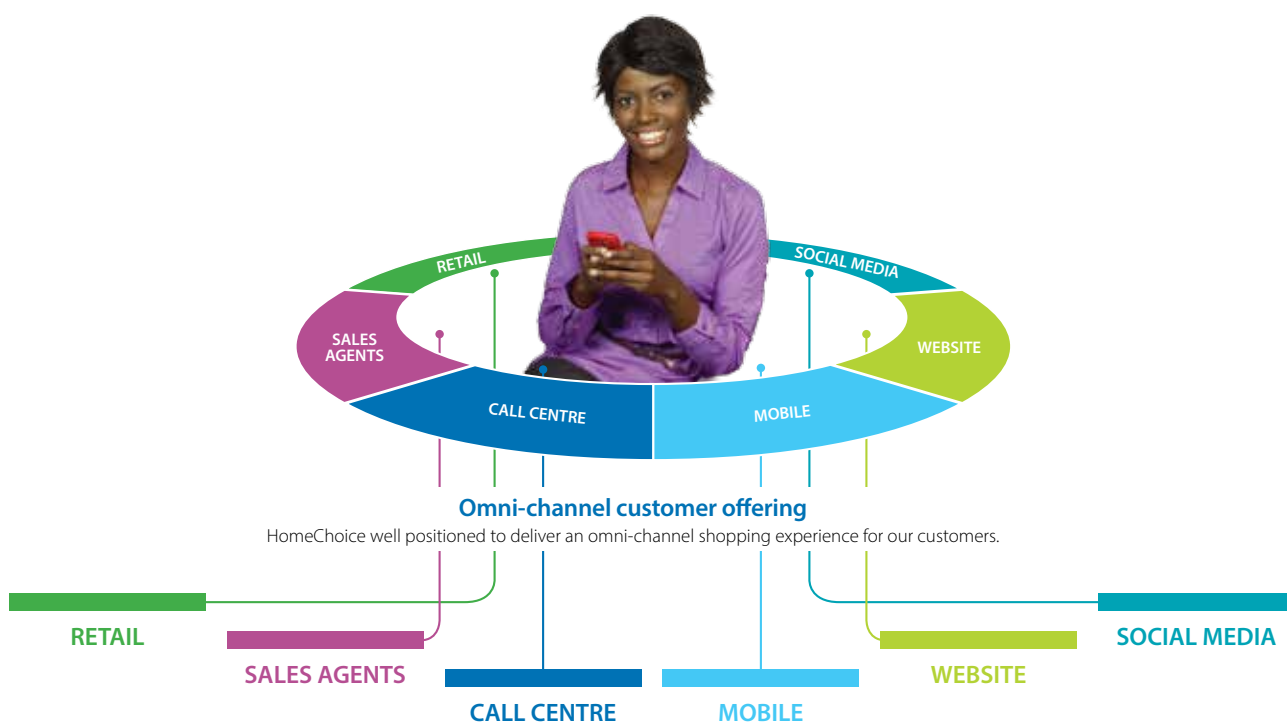 RETAIL
SOCIAL MEDIA
SALES
AGENTS
WEBSITE
CALL CENTRE
MOBILE
Omni-channel customer offering
HomeChoice well positioned to deliver an omni-channel shopping experience for our customers.
RETAIL
SOCIAL MEDIA
SALES AGENTS
WEBSITE
CALL CENTRE
MOBILE